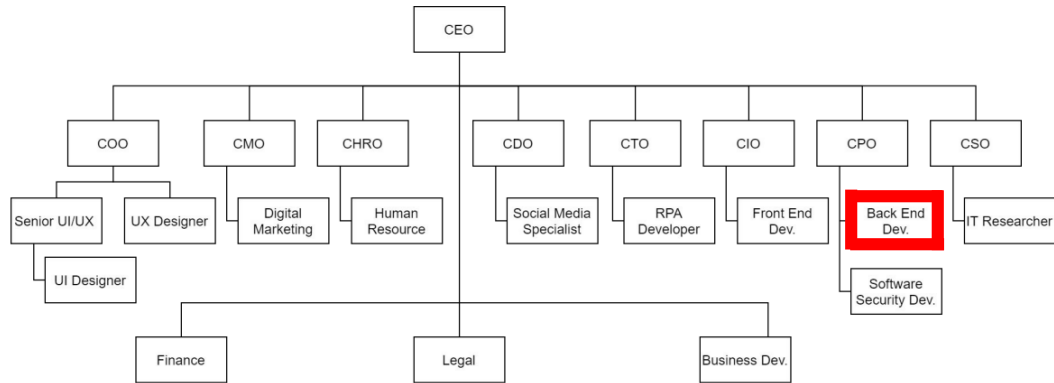 CEO
COO
CMO
CHRO
CDO
CTO
CIO
CPO
CSO
Senior UI/UX
UX Designer
Digital
Marketing
Human
Resource
Social Media
Specialist
RPA
Developer
Front End
Dev.
Back End
Dev.
IT Researcher
UI Designer
Software
Security Dev.
Finance
Legal
Business Dev.